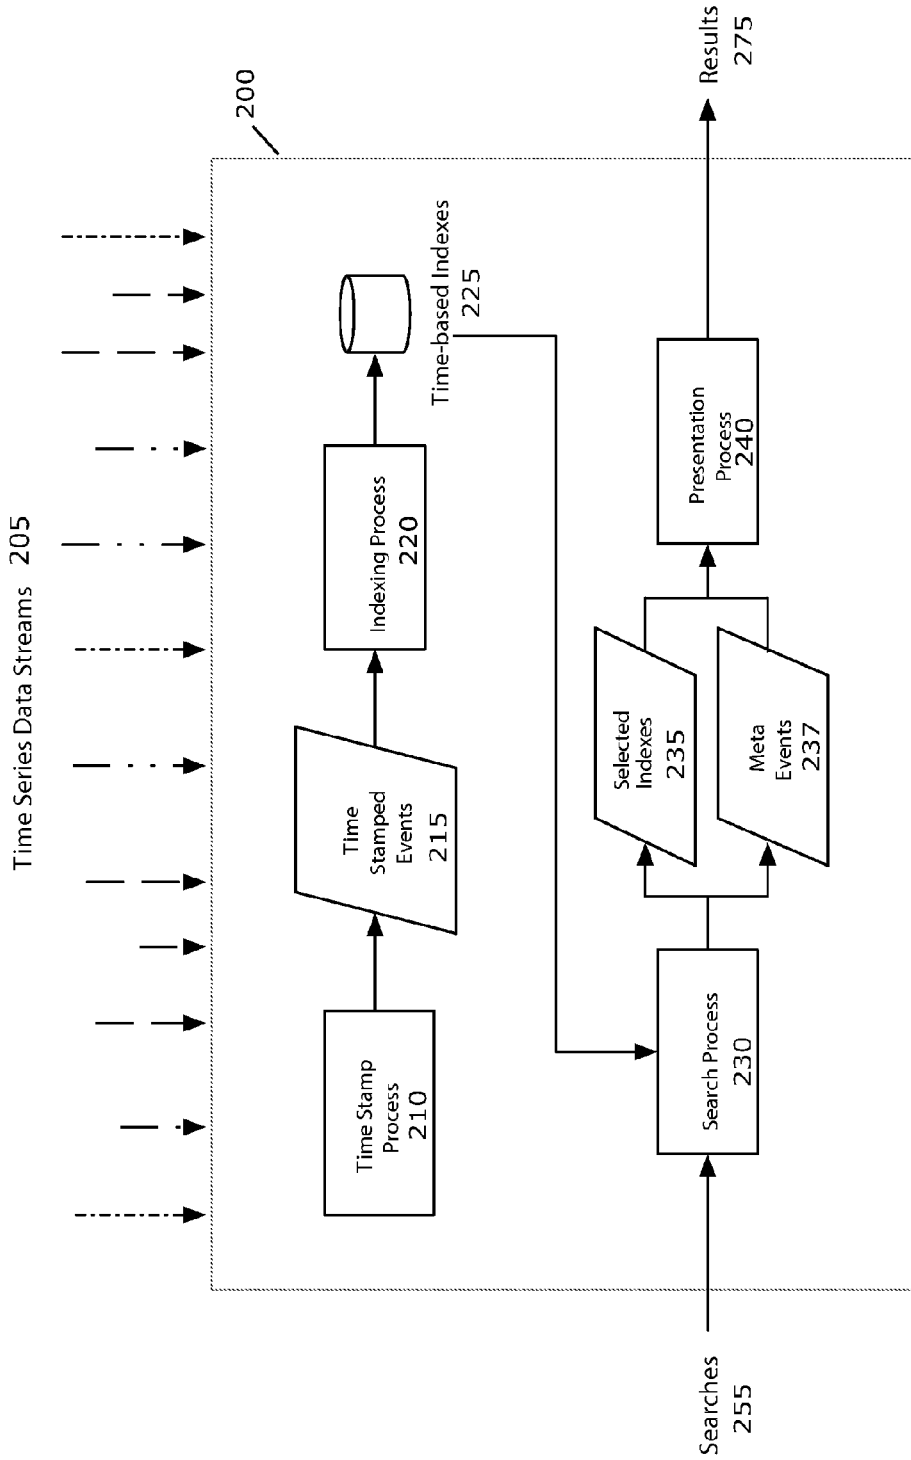 Time Series Data Streams 205
200
Time Stamp
Process
210
Time
Stamped
Events
215
Indexing Process
220
Time-based Indexes
225
Searches
255
Search Process
230
Selected
Indexes
235
Meta
Events
237
Presentation
Process
240
Results
275